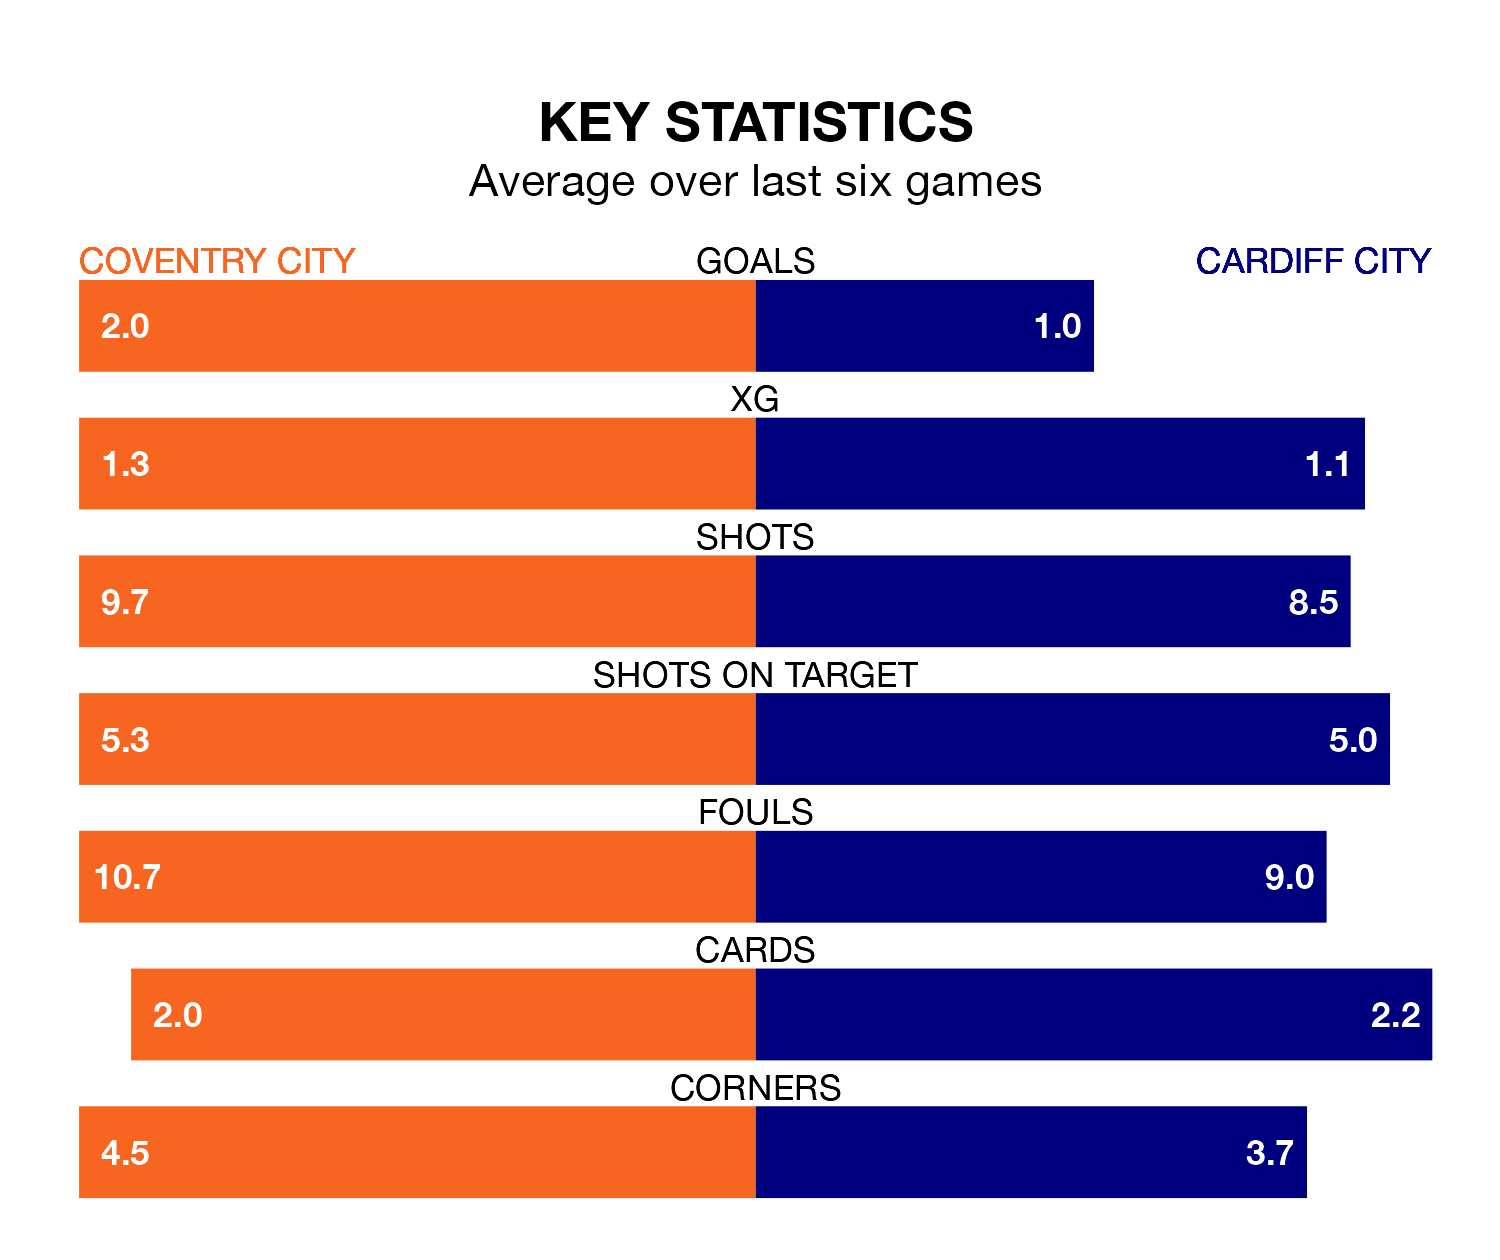 KEY STATISTICS
Average over last six games
COVENTRY CITY GOALS CARDIFF CITY
2.0 1.0
XG
1.3 1.1
SHOTS
9.7 8.5
SHOTS ON TARGET
5.3 5.0
FOULS
10.7 9.0
CARDS
2.0 2.2
CORNERS
4.5 3.7